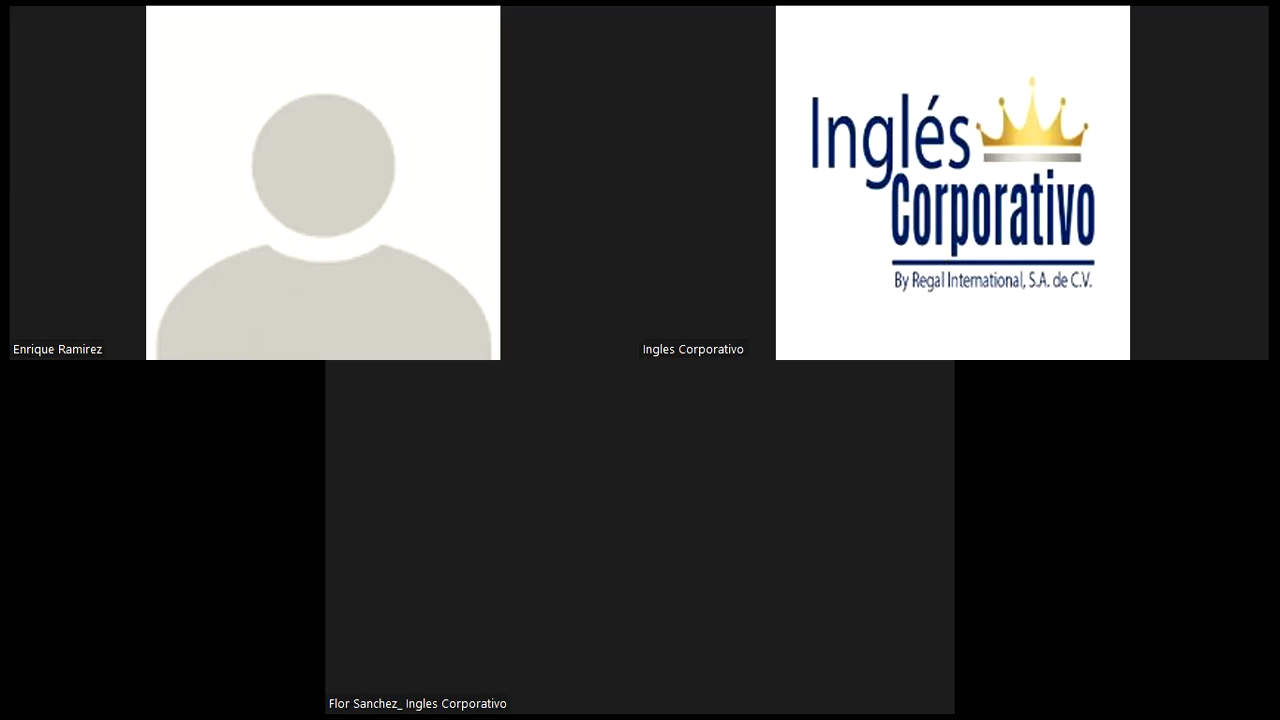 Inglés
Corporativo
By Regal International, S.A. de C.V.
Enrique Ramirez
Ingles Corporativo
Flor Sanchez_ Ingles Corporativo